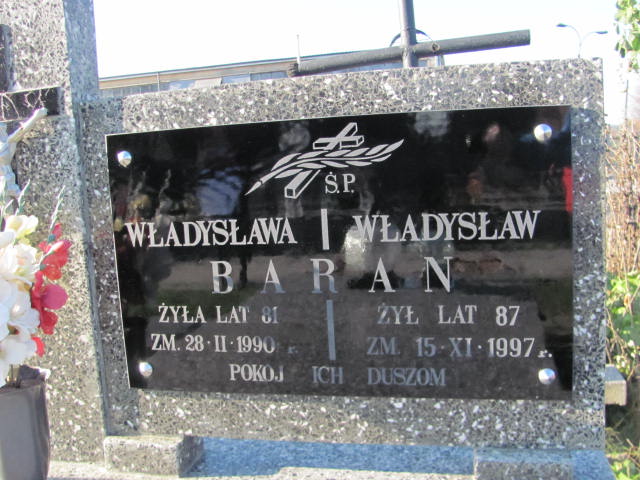 Ś.P.
WŁADYSŁAWA WŁADYSŁAW
BARAN
ŻYŁA LAT 81 ŻYŁ LAT 87
ZM. 28-II-1990 r. ZM. 15-XI-1997 r.
POKOJ ICH DUSZOM